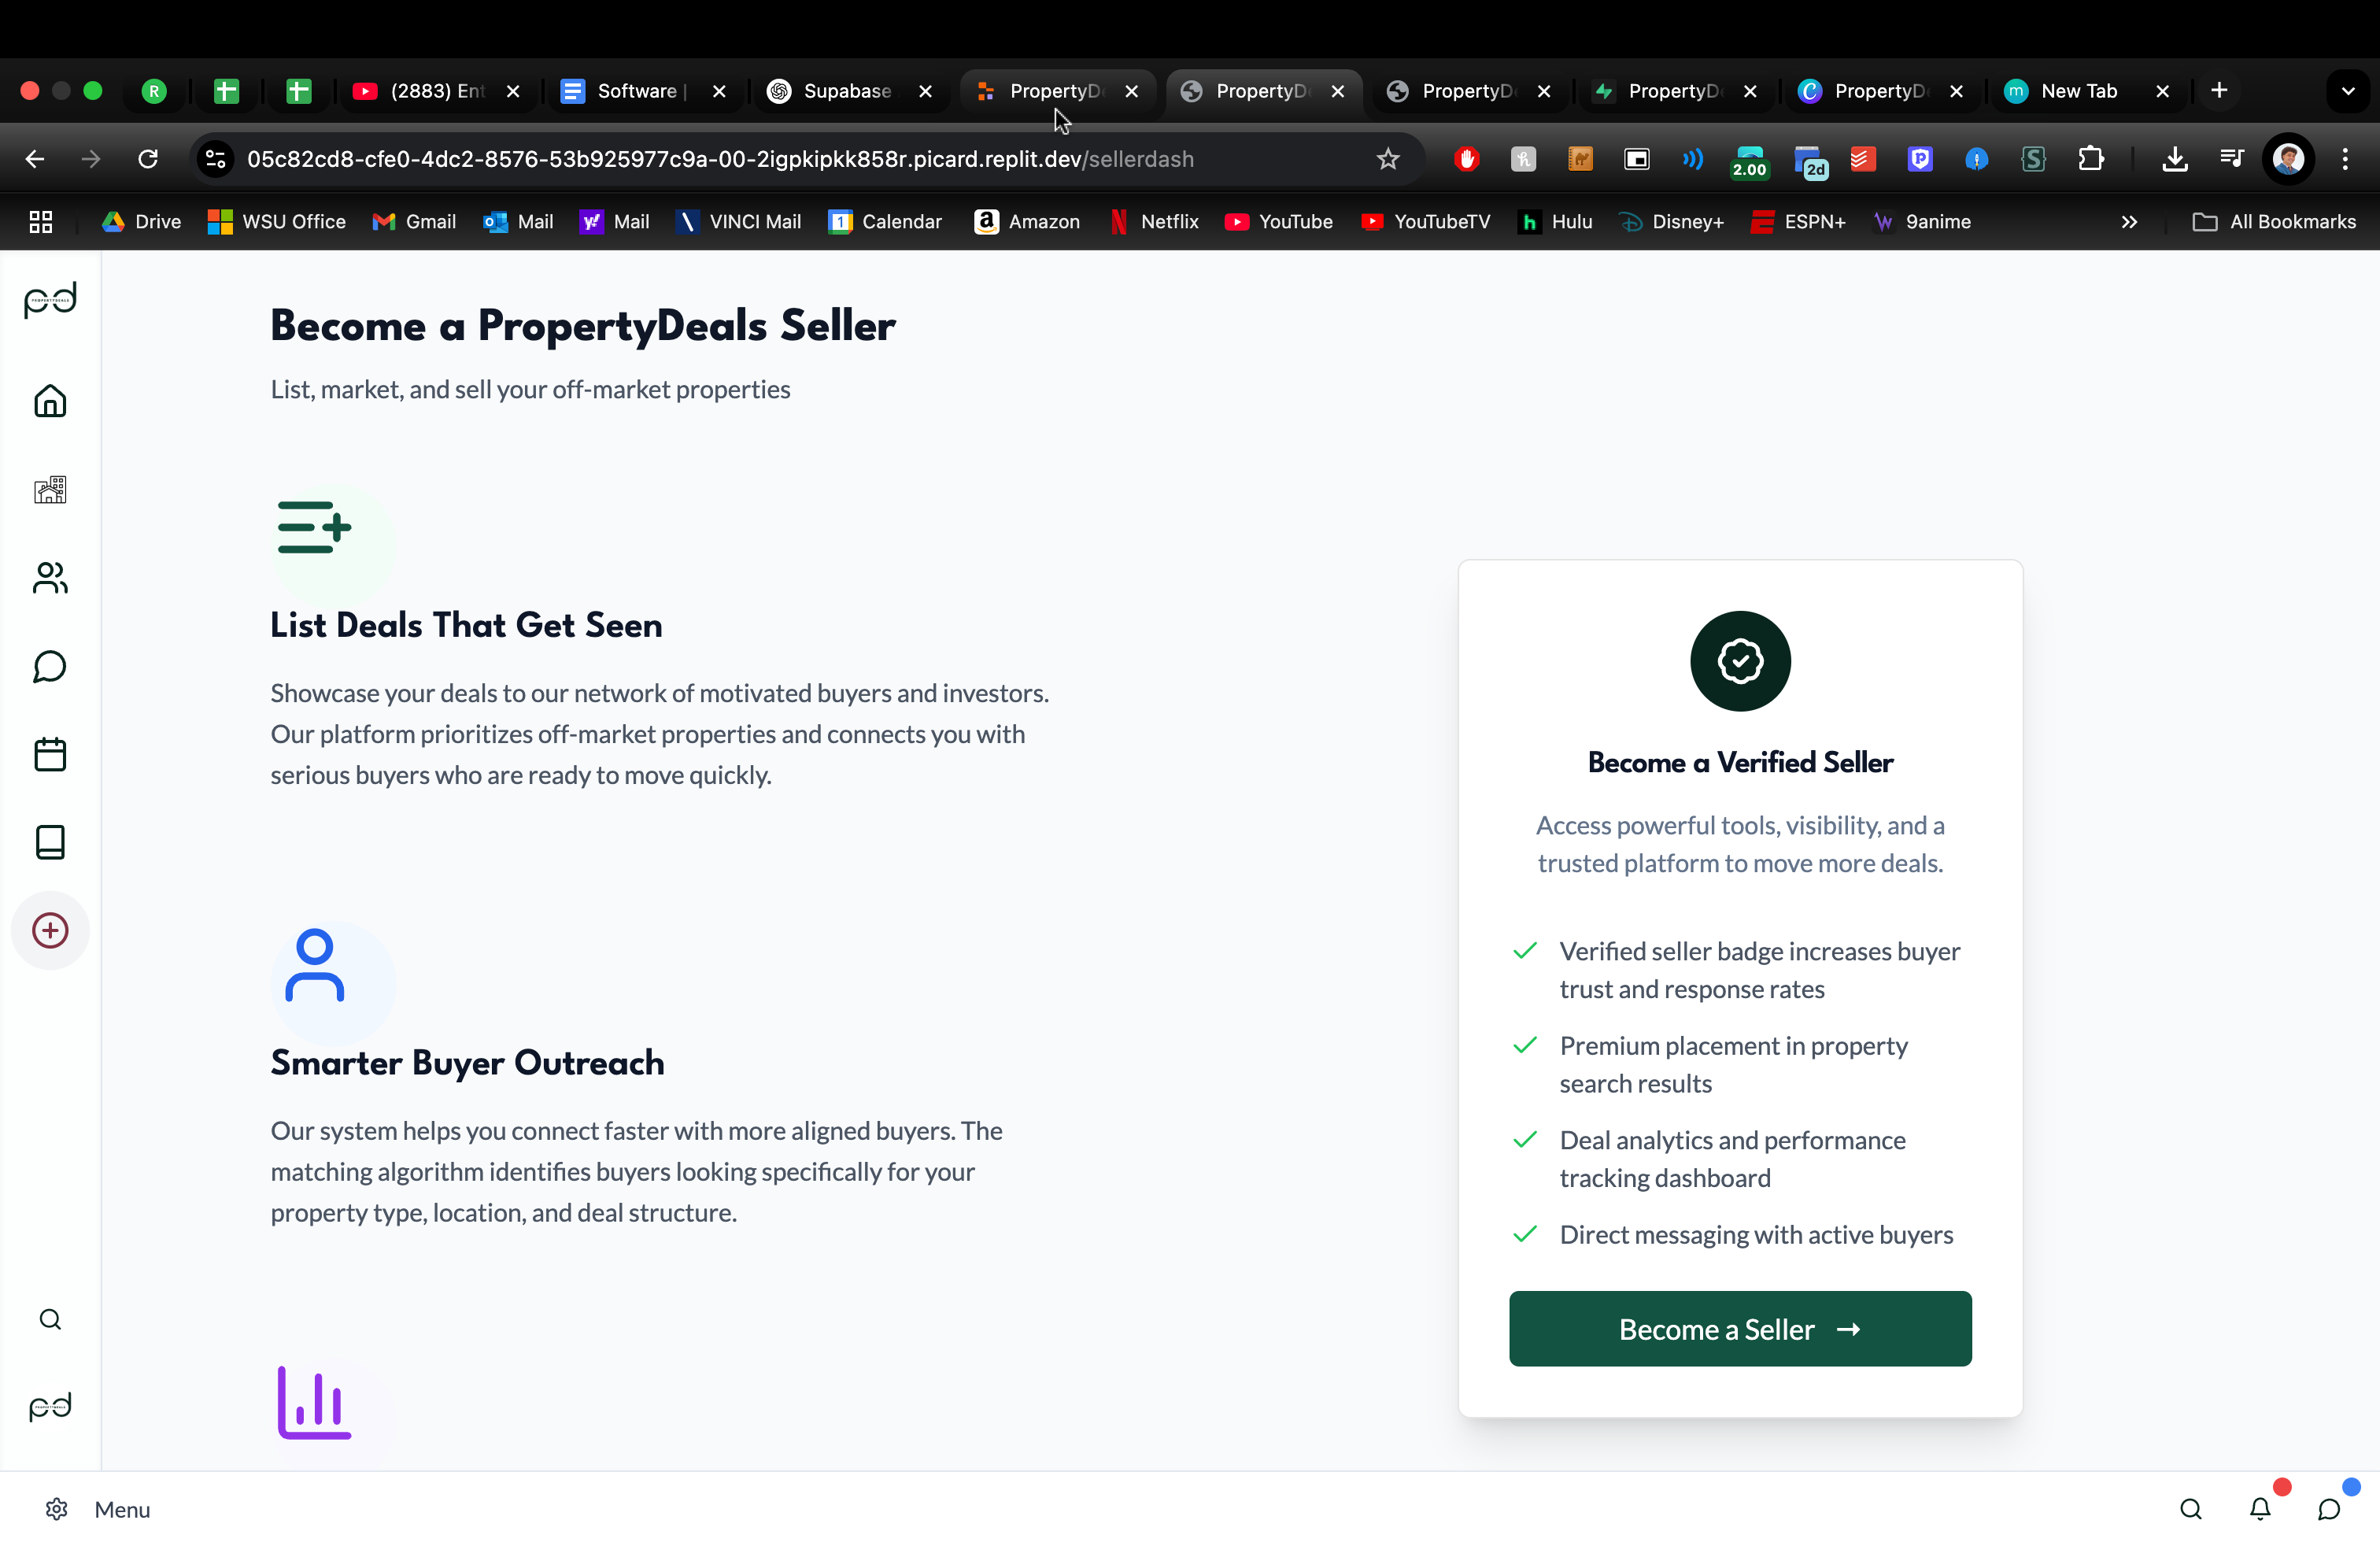 R
(2883) Ent
Software |
Supabase
PropertyD
PropertyD
PropertyD
PropertyD
PropertyD
New Tab
05c82cd8-cfe0-4dc2-8576-53b925977c9a-00-2igpkipkk858r.picard.replit.dev/sellerdash
2.00
2d
Drive
WSU Office
Gmail
Mail
Mail
VINCI Mail
Calendar
Amazon
Netflix
YouTube
YouTubeTV
Hulu
Disney+
ESPN+
9anime
All Bookmarks
pd
Become a PropertyDeals Seller
List, market, and sell your off-market properties
List Deals That Get Seen
Showcase your deals to our network of motivated buyers and investors.
Our platform prioritizes off-market properties and connects you with
serious buyers who are ready to move quickly.
Smarter Buyer Outreach
Our system helps you connect faster with more aligned buyers. The
matching algorithm identifies buyers looking specifically for your
property type, location, and deal structure.
Become a Verified Seller
Access powerful tools, visibility, and a
trusted platform to move more deals.
Verified seller badge increases buyer
trust and response rates
Premium placement in property
search results
Deal analytics and performance
tracking dashboard
Direct messaging with active buyers
Become a Seller →
pd
Menu